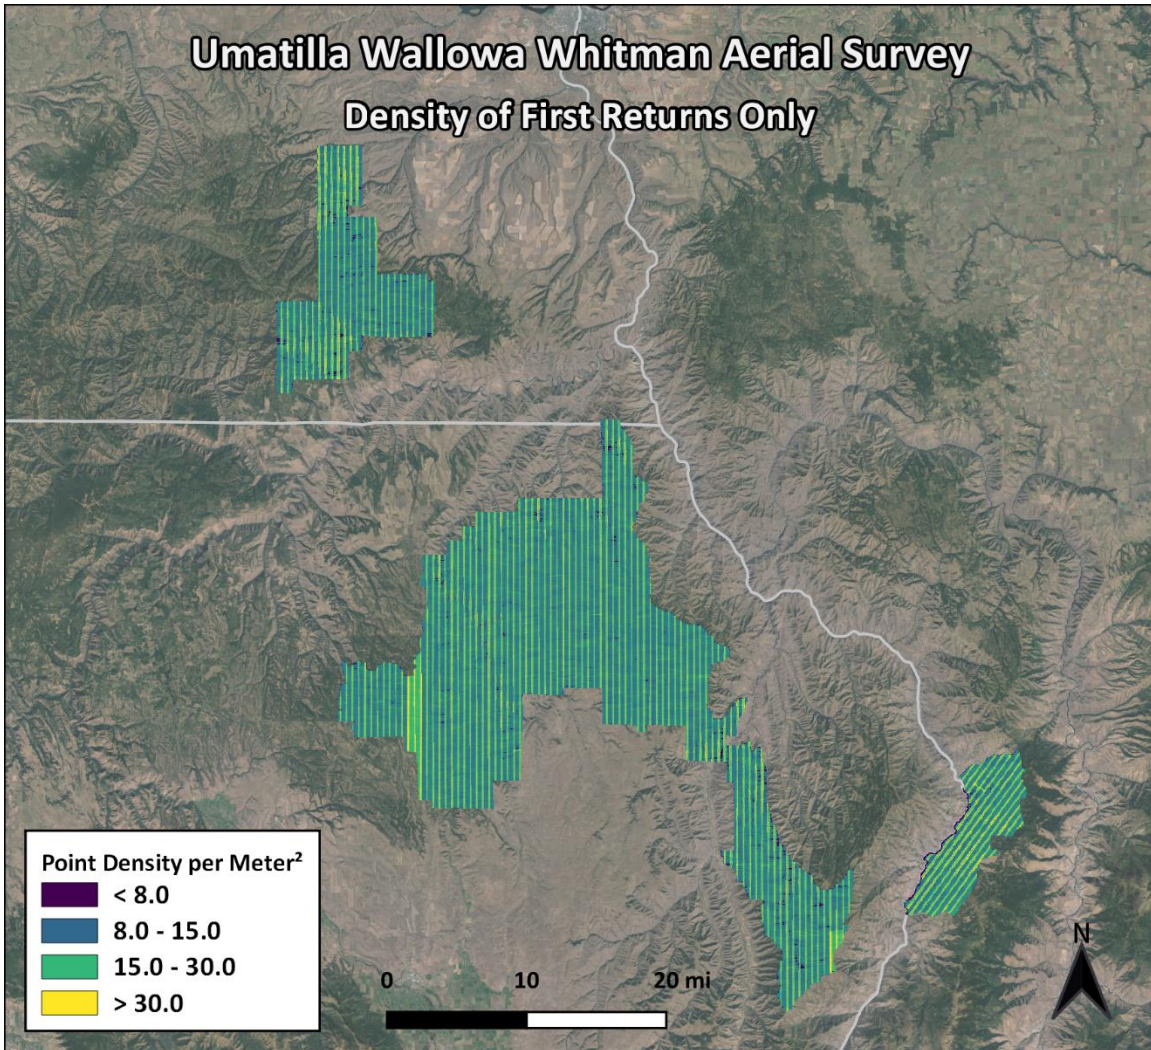 Umatilla Wallowa Whitman Aerial Survey
Density of First Returns Only
Point Density per Meter²
< 8.0
8.0 - 15.0
15.0 - 30.0
> 30.0
0 10 20 mi
N